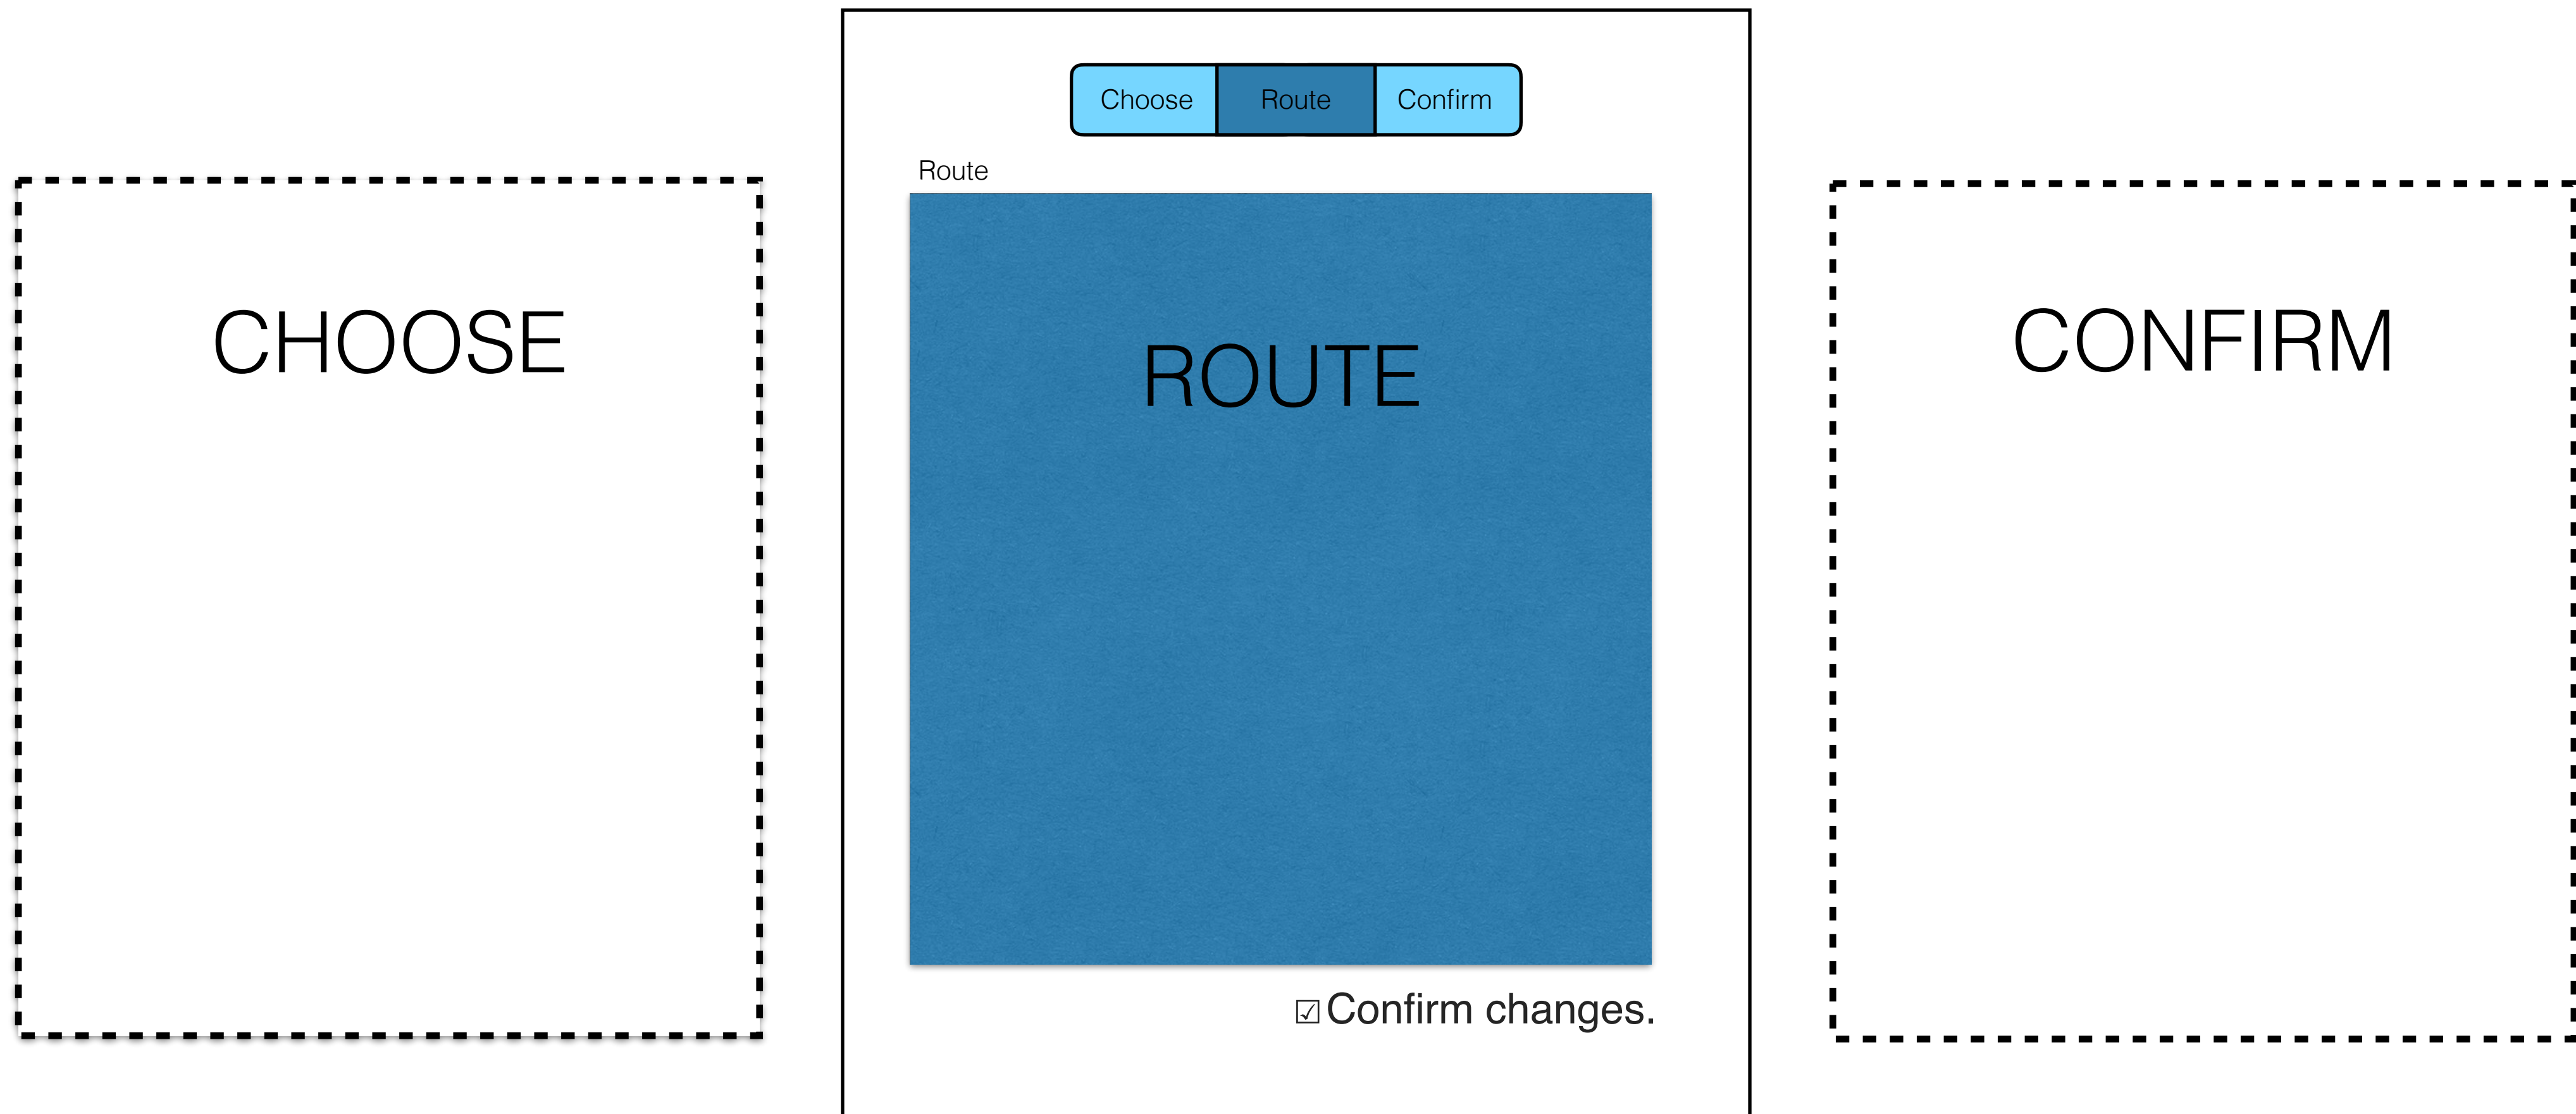 Choose Route Confirm
Route
CHOOSE
ROUTE
CONFIRM
☑Confirm changes.